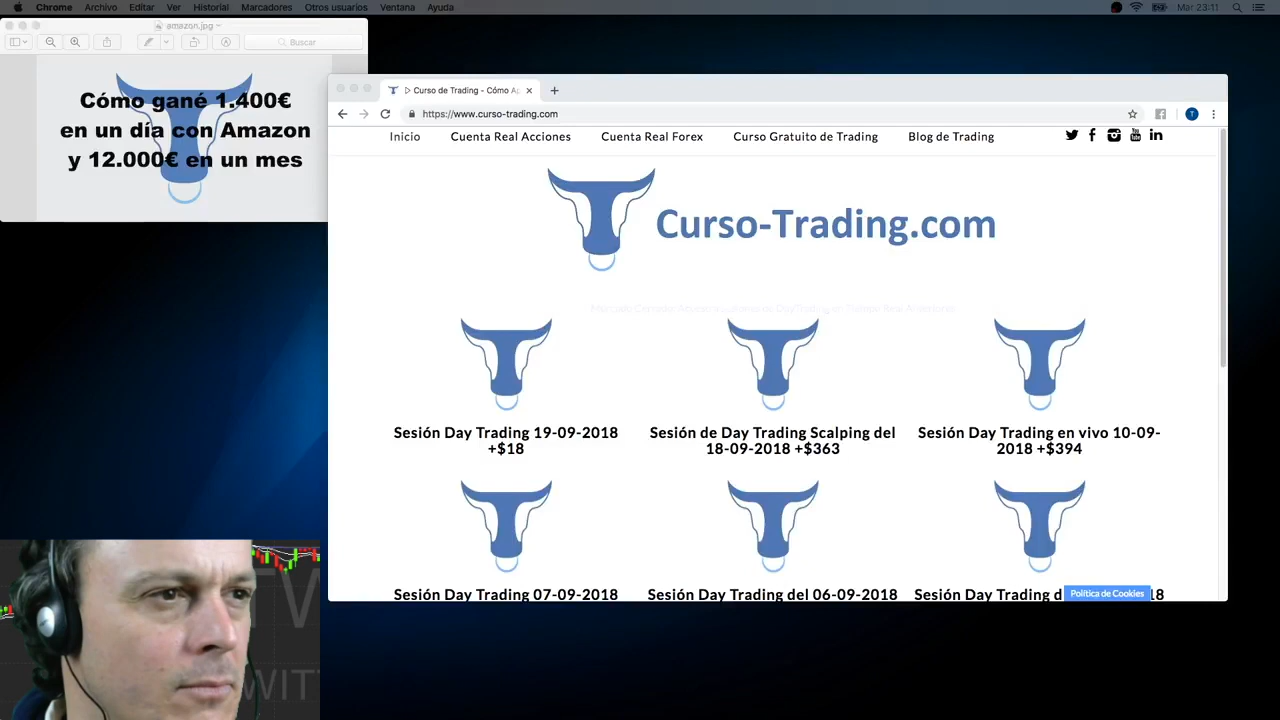 Chrome Archivo Editar Ver Historial Marcadores Otros usuarios Ventana Ayuda
Mar 23:11
amazon.jpg
Buscar
Cómo gané 1.400€
en un día con Amazon
y 12.000€ en un mes
Curso de Trading - Cómo Ap
https://www.curso-trading.com
T
Inicio Cuenta Real Acciones Cuenta Real Forex Curso Gratuito de Trading Blog de Trading
Curso-Trading.com
Sesión Day Trading 19-09-2018
+$18
Sesión de Day Trading Scalping del
18-09-2018 +$363
Sesión Day Trading en vivo 10-09-
2018 +$394
Sesión Day Trading 07-09-2018
Sesión Day Trading del 06-09-2018
Sesión Day Trading d 18
Política de Cookies
TW
WITT